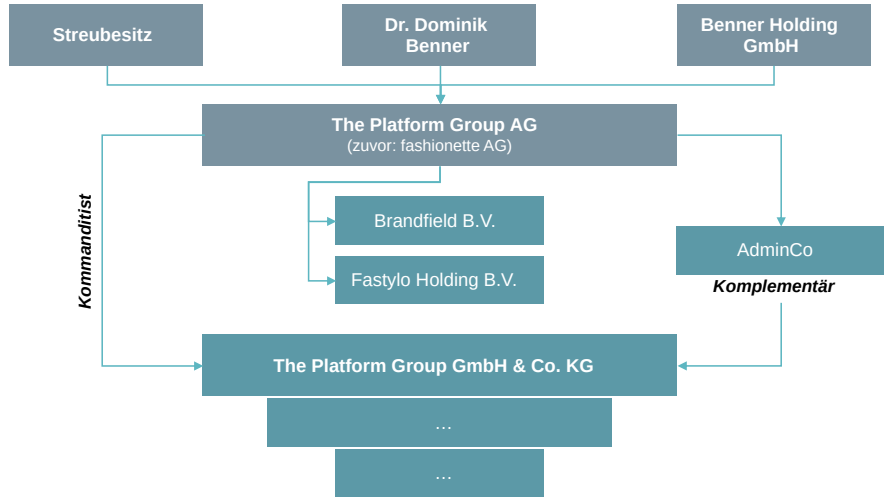 Streubesitz
Dr. Dominik
Benner
Benner Holding
GmbH
The Platform Group AG
(zuvor: fashionette AG)
Kommanditist
Brandfield B.V.
AdminCo
Fastylo Holding B.V.
Komplementär
The Platform Group GmbH & Co. KG
…
…